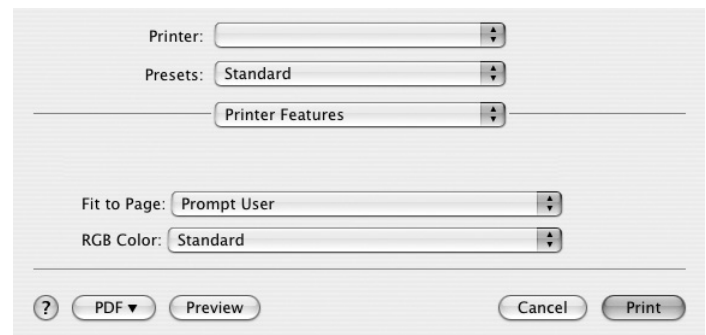 Printer:
Presets: Standard
Printer Features
Fit to Page: Prompt User
RGB Color: Standard
? PDF ▼ Preview Cancel Print